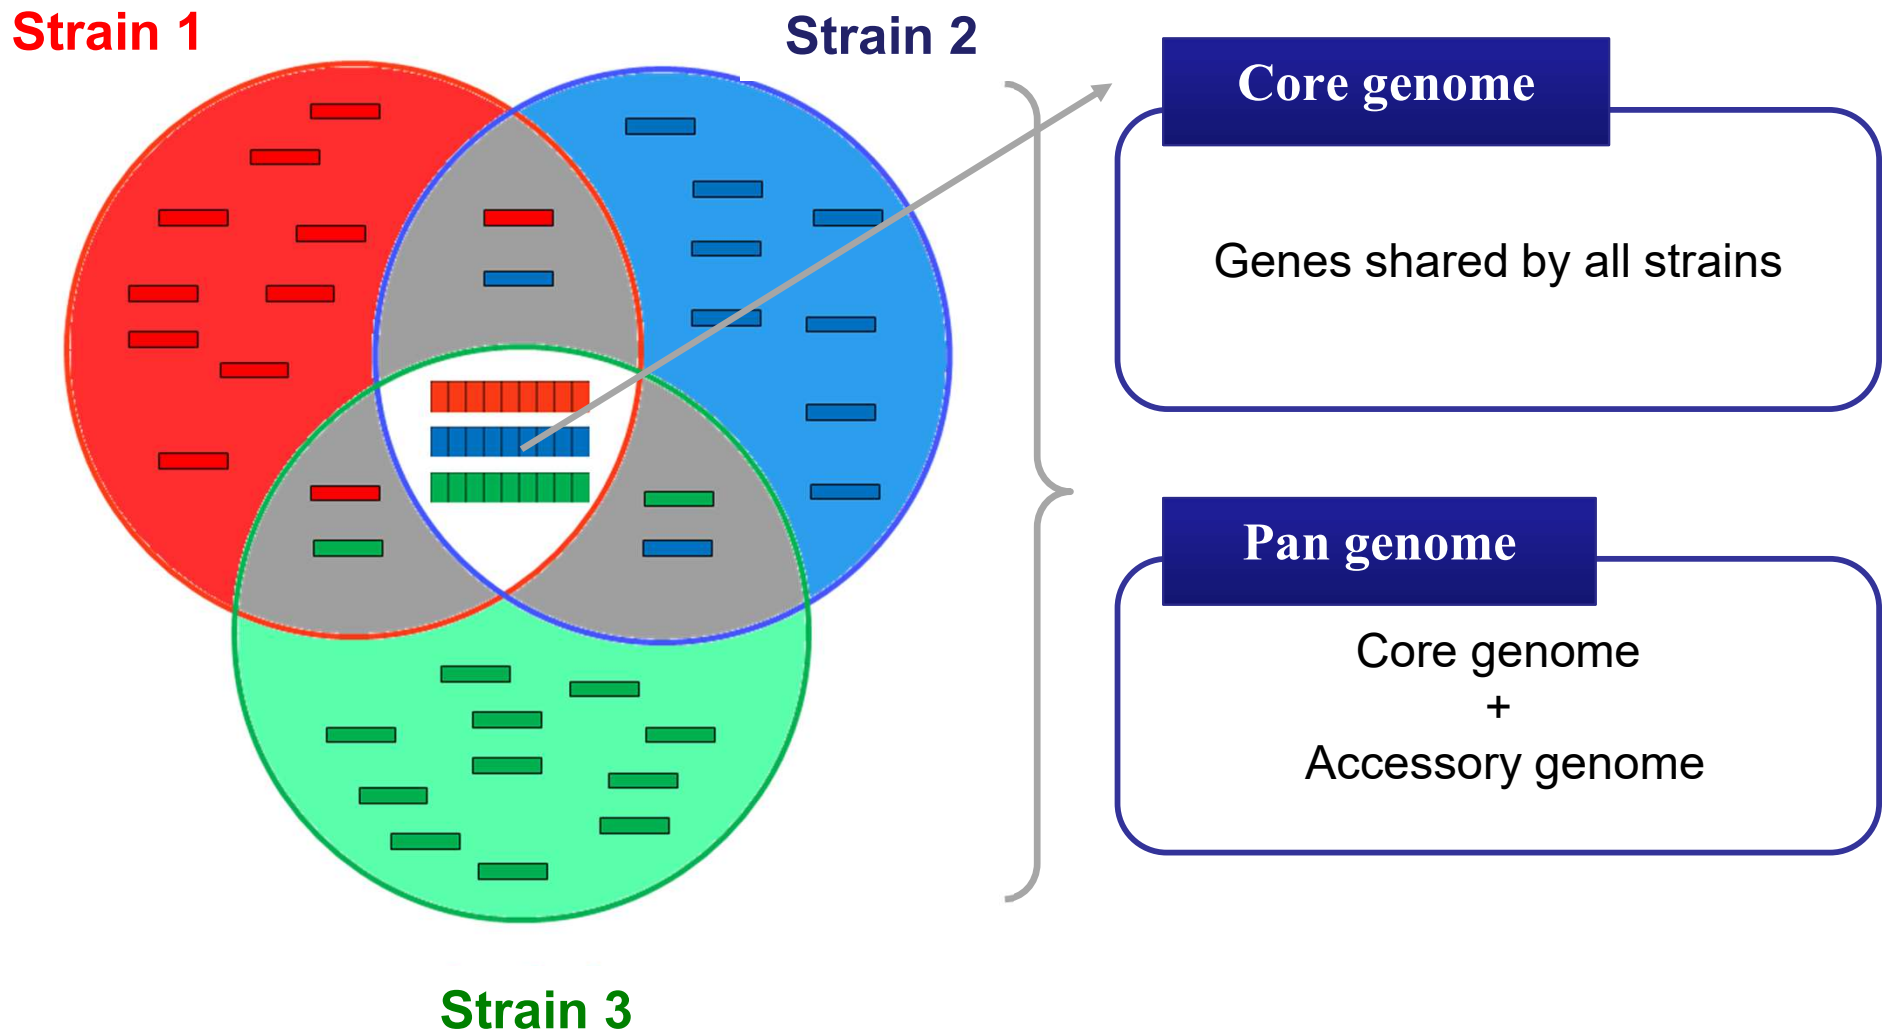 Strain 1
Strain 2
Core genome
Genes shared by all strains
Pan genome
Core genome
+
Accessory genome
Strain 3